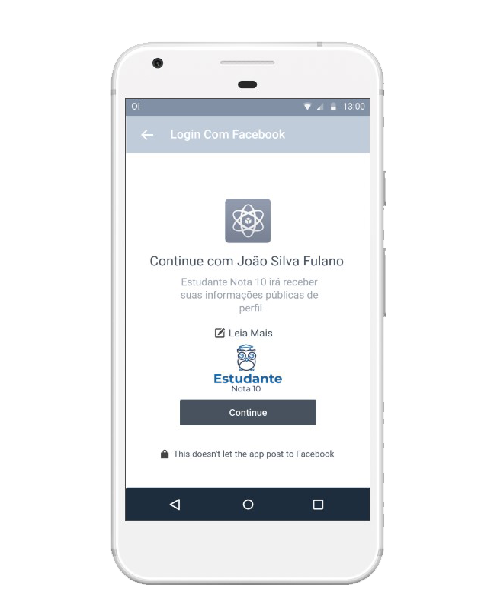 OI 13:00
Login Com Facebook
Continue com João Silva Fulano
Estudante Nota 10 irá receber
suas informações públicas de
perfil
Leia Mais
Estudante
Nota 10
Continue
This doesn't let the app post to Facebook